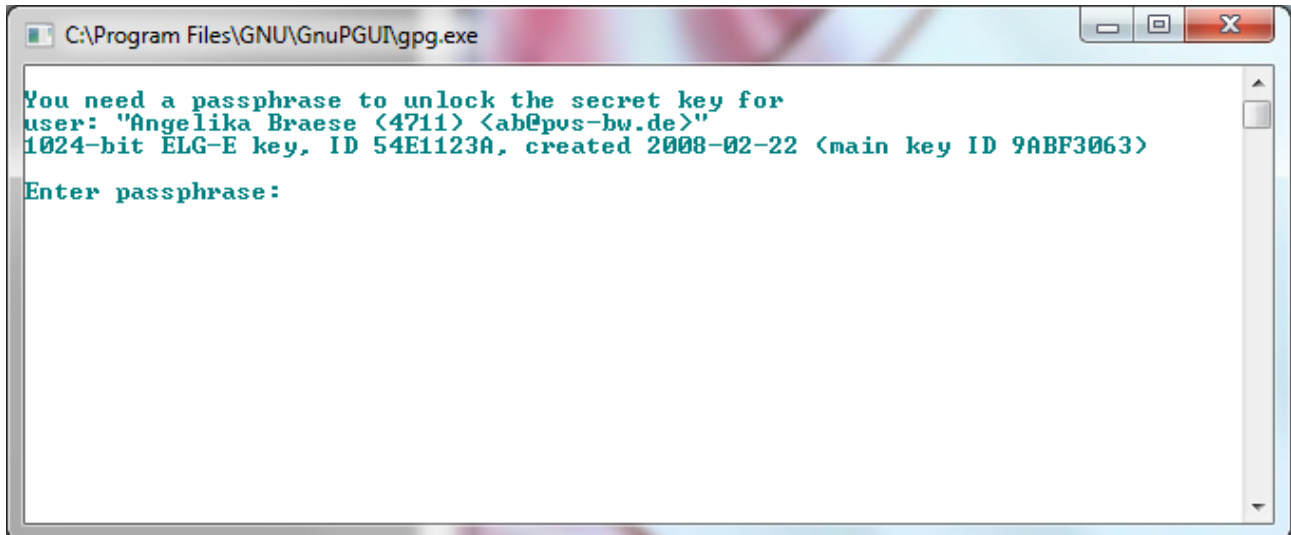 C:\Program Files\GNU\GnuPGUI\gpg.exe
You need a passphrase to unlock the secret key for
user: "Angelika Braese (4711) <ab@pvs-bw.de>"
1024-bit ELG-E key, ID 54E1123A, created 2008-02-22 (main key ID 9ABF3063)
Enter passphrase: